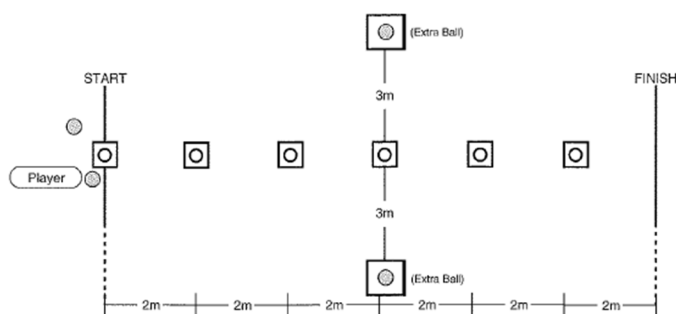 (Extra Ball)
START
FINISH
3m
Player
3m
(Extra Ball)
2m 2m 2m 2m 2m 2m